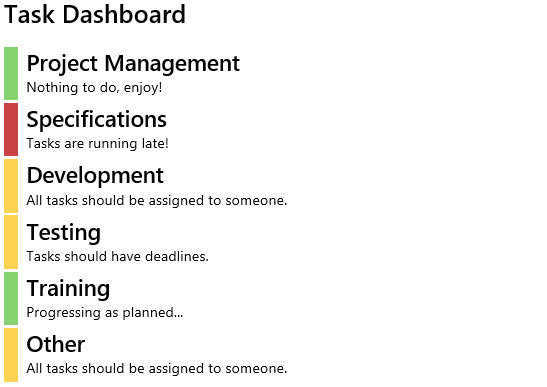 Task Dashboard
Project Management
Nothing to do, enjoy!
Specifications
Tasks are running late!
Development
All tasks should be assigned to someone.
Testing
Tasks should have deadlines.
Training
Progressing as planned...
Other
All tasks should be assigned to someone.